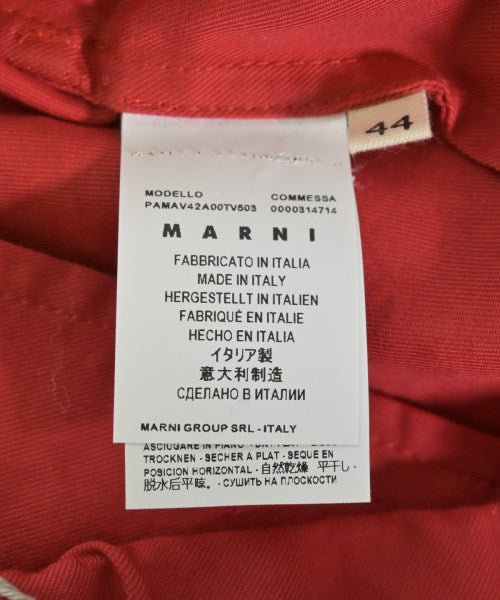 44
MODELLO COMMESSA
PAMAV42A00TV503 0000314714
MARNI
FABBRICATO IN ITALIA
MADE IN ITALY
HERGESTELLT IN ITALIEN
FABRIQUÉ EN ITALIE
HECHO EN ITALIA
イタリア製
意大利制造
СДЕЛАНО В ИТАЛИИ
MARNI GROUP SRL - ITALY
ASCIUGARE IN PIANO
TROCKNEN - SECHER A PLAT - SEQUE EN
POSICION HORIZONTAL - 自然乾燥 平干 -
脱水后平晾。 - СУШИТЬ НА ПЛОСКОСТИ